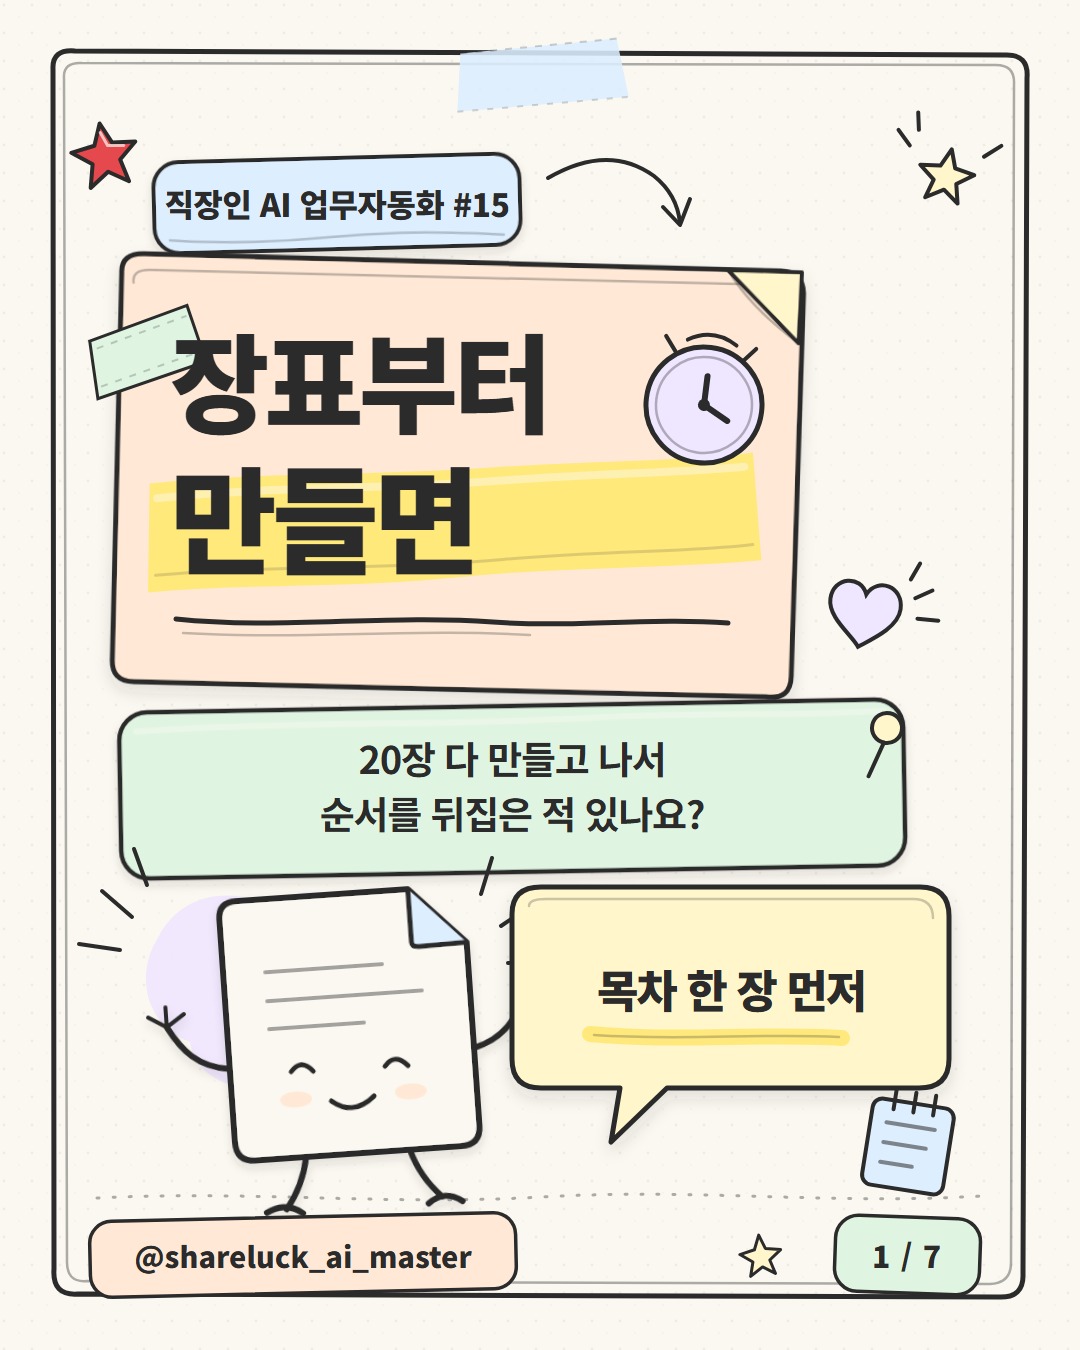 직장인 AI 업무자동화 #15
장표부터
만들면
20장 다 만들고 나서
순서를 뒤집은 적 있나요?
목차 한 장 먼저
@shareluck_ai_master
1 / 7